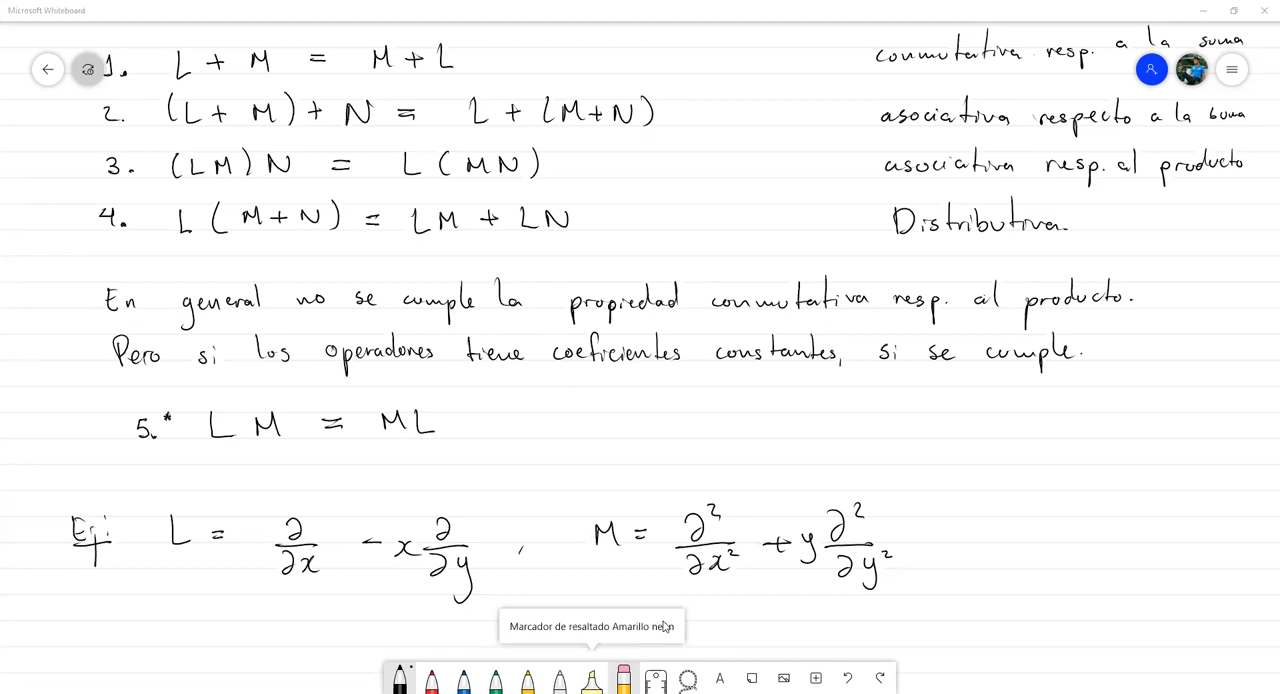 Microsoft Whiteboard
1. L + M = M + L conmutativa resp. a la suma
2. (L + M) + N = L + (M+N) asociativa respecto a la suma
3. (LM) N = L (MN) asociativa resp. al producto
4. L (M+N) = LM + LN Distributiva.
En general no se cumple la propiedad conmutativa resp. al producto.
Pero si los operadores tiene coeficientes constantes, si se cumple.
5.* L M = ML
Ej: L = ∂/∂x - x ∂/∂y , M = ∂²/∂x² + y ∂²/∂y²
Marcador de resaltado Amarillo neón